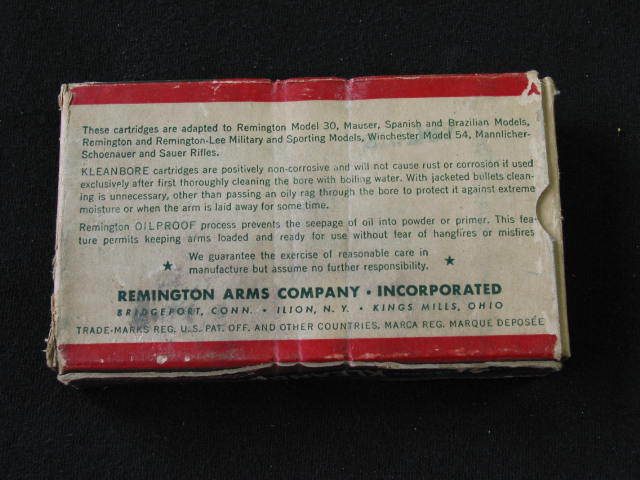 These cartridges are adapted to Remington Model 30, Mauser, Spanish and Brazilian Models,
Remington and Remington-Lee Military and Sporting Models, Winchester Model 54, Mannlicher-
Schoenauer and Sauer Rifles.
KLEANBORE cartridges are positively non-corrosive and will not cause rust or corrosion if used
exclusively after first thoroughly cleaning the bore with boiling water. With jacketed bullets clean-
ing is unnecessary, other than passing an oily rag through the bore to protect it against extreme
moisture or when the arm is laid away for some time.
Remington OILPROOF process prevents the seepage of oil into powder or primer. This fea-
ture permits keeping arms loaded and ready for use without fear of hangfires or misfires
We guarantee the exercise of reasonable care in
★ manufacture but assume no further responsibility. ★
REMINGTON ARMS COMPANY • INCORPORATED
BRIDGEPORT, CONN. • ILION, N. Y. • KINGS MILLS, OHIO
TRADE-MARKS REG. U.S. PAT. OFF. AND OTHER COUNTRIES, MARCA REG. MARQUE DEPOSÉE